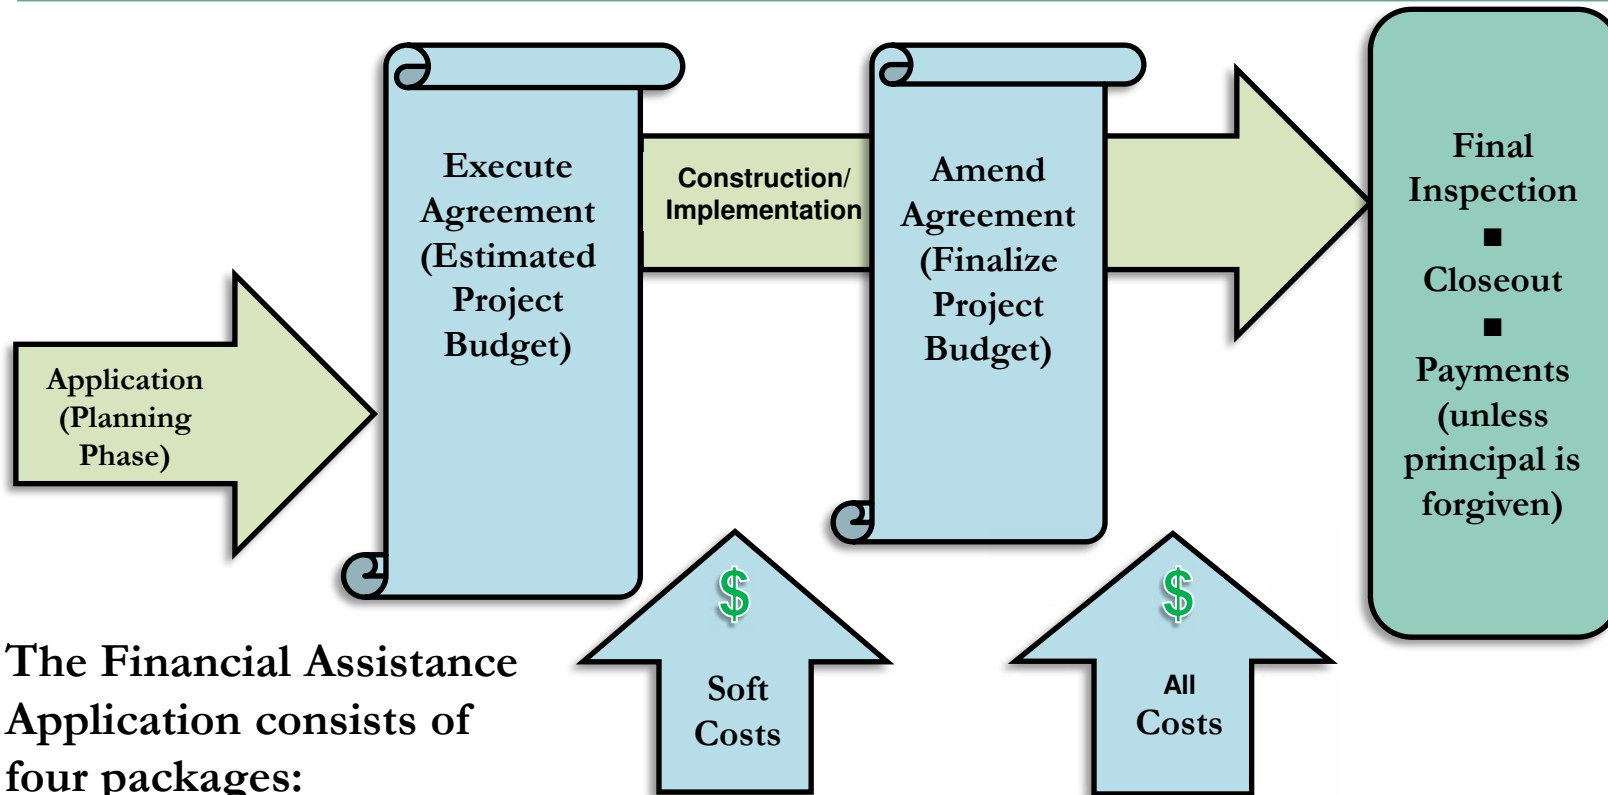 Application
(Planning
Phase)
Execute
Agreement
(Estimated
Project
Budget)
Construction/
Implementation
Amend
Agreement
(Finalize
Project
Budget)
Final
Inspection
■
Closeout
■
Payments
(unless
principal is
forgiven)
$
Soft
Costs
$
All
Costs
The Financial Assistance
Application consists of
four packages: